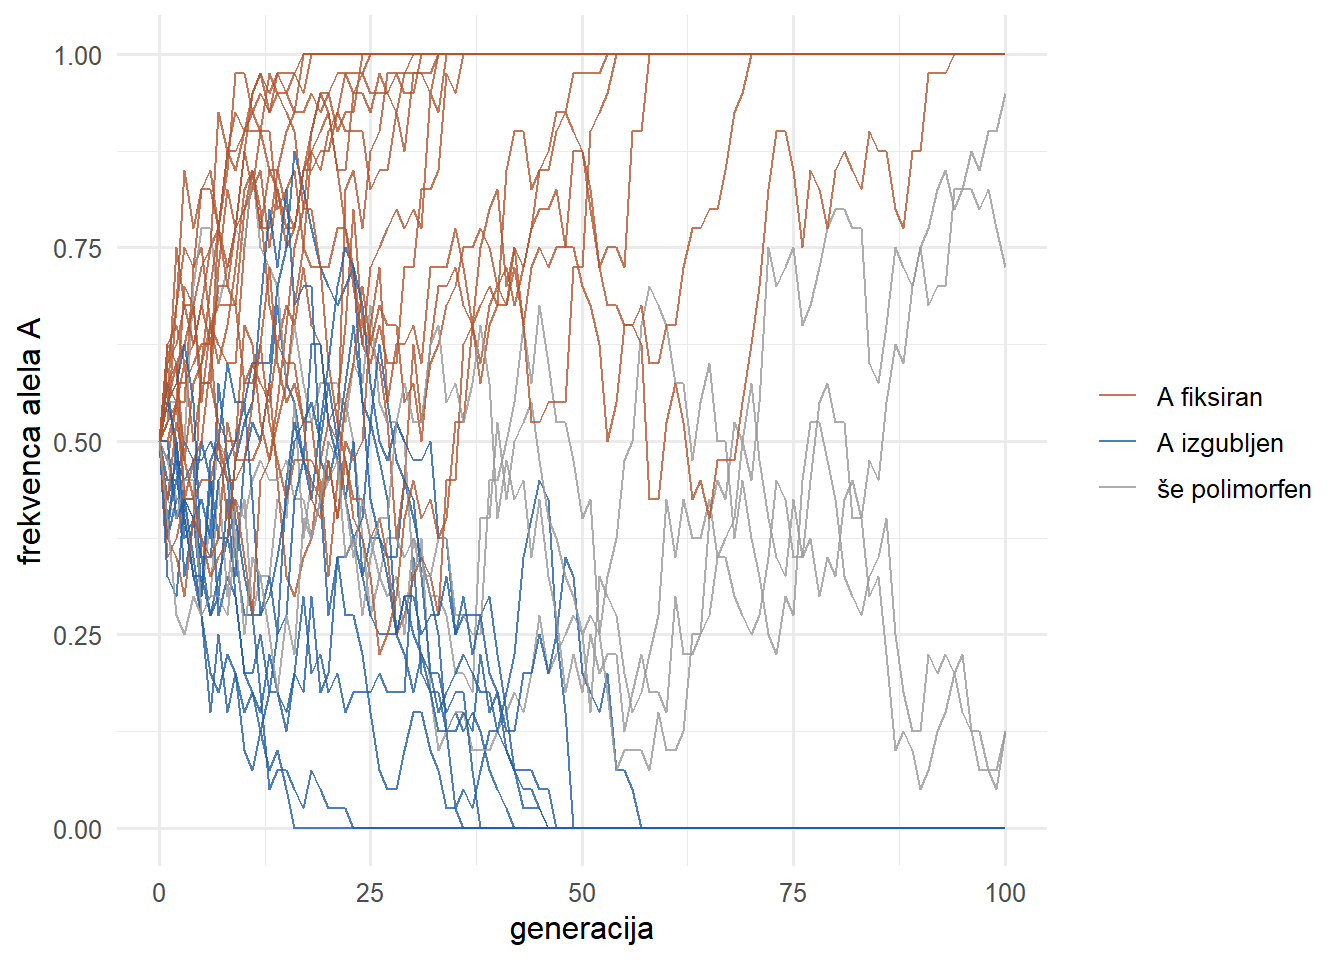 1.00
0.75
0.50
0.25
0.00
frekvenca alela A
0 25 50 75 100
generacija
A fiksiran
A izgubljen
še polimorfen